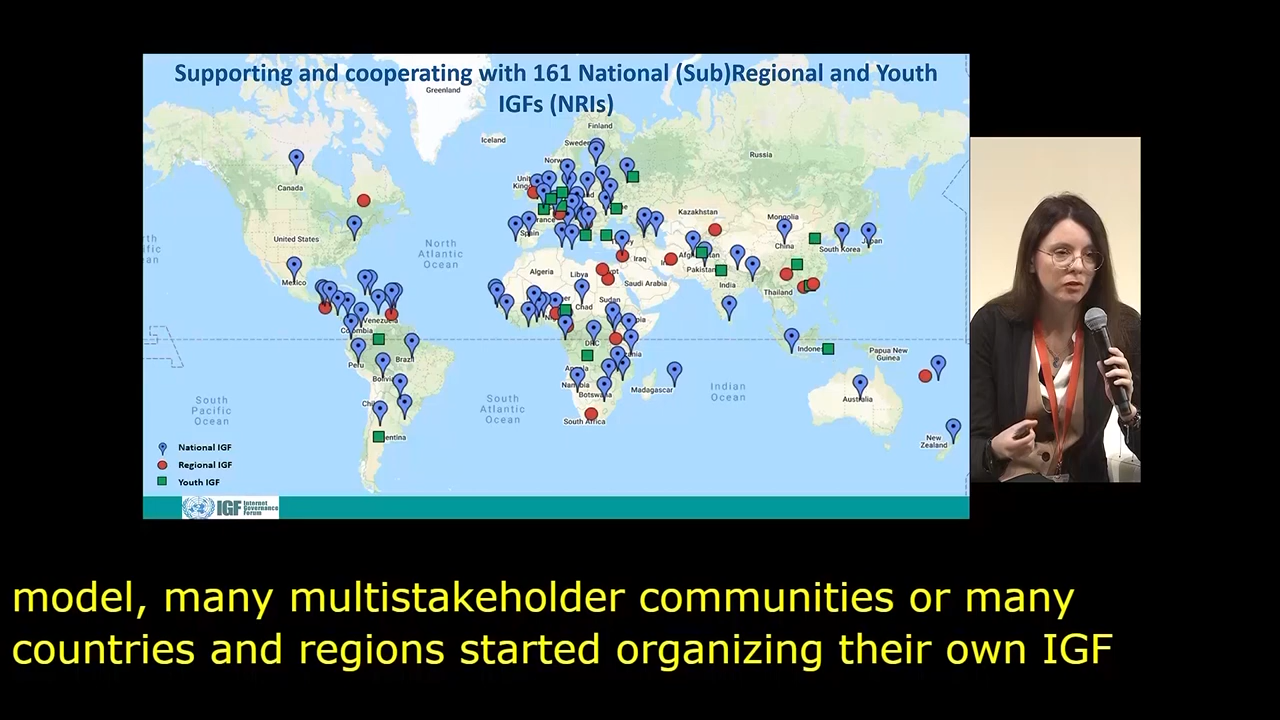 Supporting and cooperating with 161 National (Sub)Regional and Youth
IGFs (NRIs)
Greenland
Iceland
Finland
Sweden
Russia
Canada
Kazakhstan
Mongolia
United States
North
Atlantic
Ocean
Spain
China
South Korea
Japan
Iraq
Pakistan
Algeria
Libya
Mexico
Saudi Arabia
India
Thailand
Chad
Sudan
Venezuela
Colombia
DRC
Papua New
Guinea
Peru
Brazil
Madagascar
Botswana
South
Pacific
Ocean
South
Atlantic
Ocean
Indian
Ocean
Australia
South Africa
New
Zealand
National IGF
Regional IGF
Youth IGF
IGF Internet
Governance
Forum
model, many multistakeholder communities or many
countries and regions started organizing their own IGF